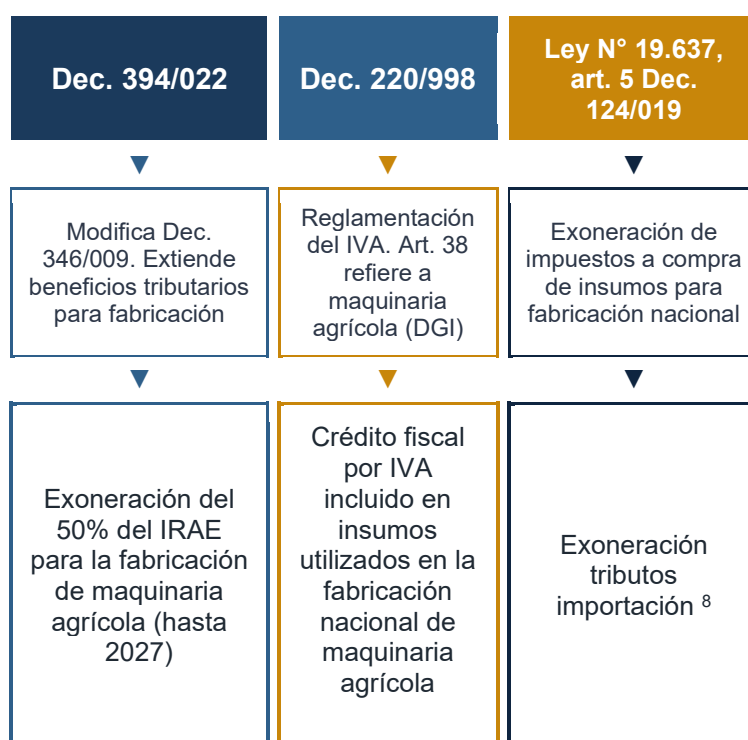 Dec. 394/022
Modifica Dec.
346/009. Extiende
beneficios tributarios
para fabricación
Exoneración del
50% del IRAE
para la fabricación
de maquinaria
agrícola (hasta
2027)
Dec. 220/998
Reglamentación
del IVA. Art. 38
refiere a
maquinaria
agrícola (DGI)
Crédito fiscal
por IVA
incluido en
insumos
utilizados en la
fabricación
nacional de
maquinaria
agrícola
Ley N° 19.637,
art. 5 Dec.
124/019
Exoneración de
impuestos a compra
de insumos para
fabricación nacional
Exoneración
tributos
importación ⁸